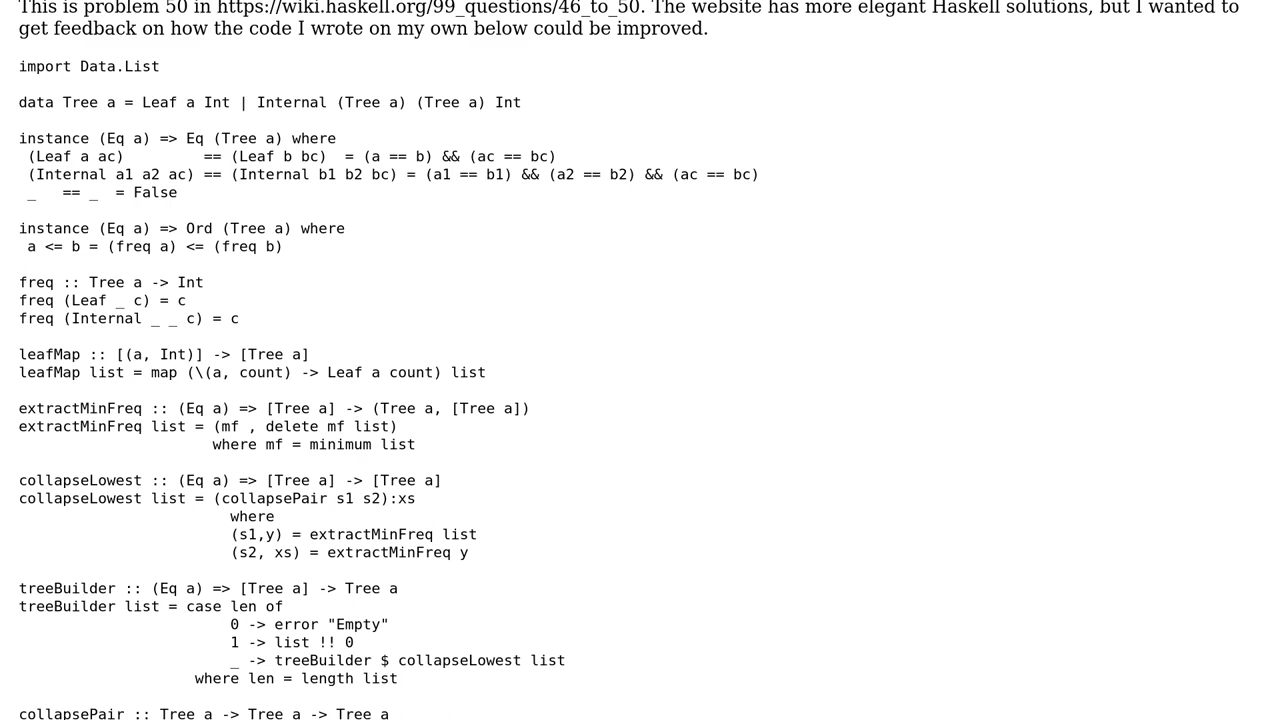 This is problem 50 in https://wiki.haskell.org/99_questions/46_to_50. The website has more elegant Haskell solutions, but I wanted to
get feedback on how the code I wrote on my own below could be improved.
import Data.List
data Tree a = Leaf a Int | Internal (Tree a) (Tree a) Int
instance (Eq a) => Eq (Tree a) where
 (Leaf a ac)         == (Leaf b bc)  = (a == b) && (ac == bc)
 (Internal a1 a2 ac) == (Internal b1 b2 bc) = (a1 == b1) && (a2 == b2) && (ac == bc)
 _   == _  = False
instance (Eq a) => Ord (Tree a) where
 a <= b = (freq a) <= (freq b)
freq :: Tree a -> Int
freq (Leaf _ c) = c
freq (Internal _ _ c) = c
leafMap :: [(a, Int)] -> [Tree a]
leafMap list = map (\(a, count) -> Leaf a count) list
extractMinFreq :: (Eq a) => [Tree a] -> (Tree a, [Tree a])
extractMinFreq list = (mf , delete mf list)
                      where mf = minimum list
collapseLowest :: (Eq a) => [Tree a] -> [Tree a]
collapseLowest list = (collapsePair s1 s2):xs
                        where
                        (s1,y) = extractMinFreq list
                        (s2, xs) = extractMinFreq y
treeBuilder :: (Eq a) => [Tree a] -> Tree a
treeBuilder list = case len of
                        0 -> error "Empty"
                        1 -> list !! 0
                        _ -> treeBuilder $ collapseLowest list
                    where len = length list
collapsePair :: Tree a -> Tree a -> Tree a